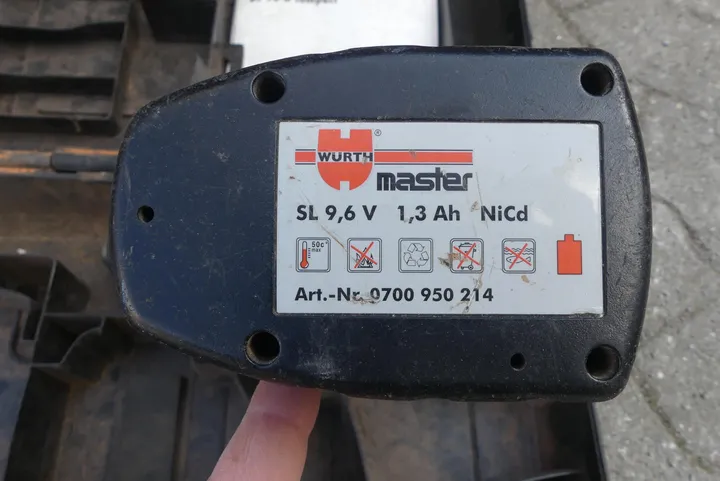 WURTH
®
master
SL 9,6 V 1,3 Ah NiCd
50c°
max
Art.-Nr. 0700 950 214